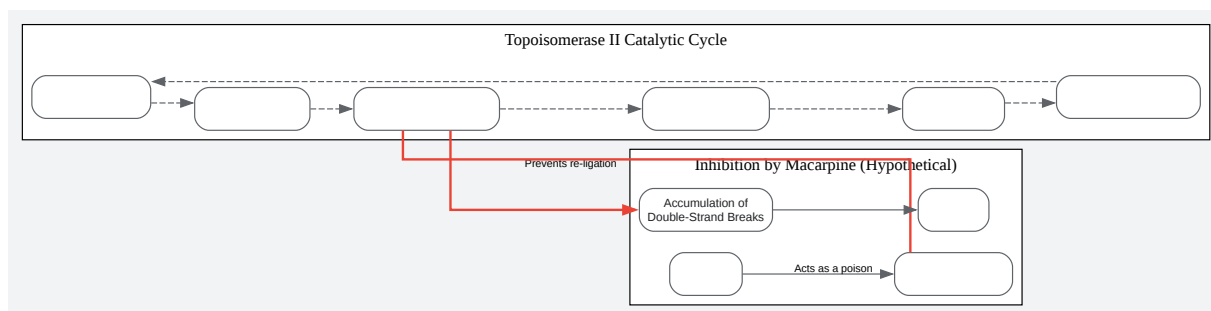 Topoisomerase II Catalytic Cycle
Prevents re-ligation
Inhibition by Macarpine (Hypothetical)
Accumulation of
Double-Strand Breaks
Acts as a poison